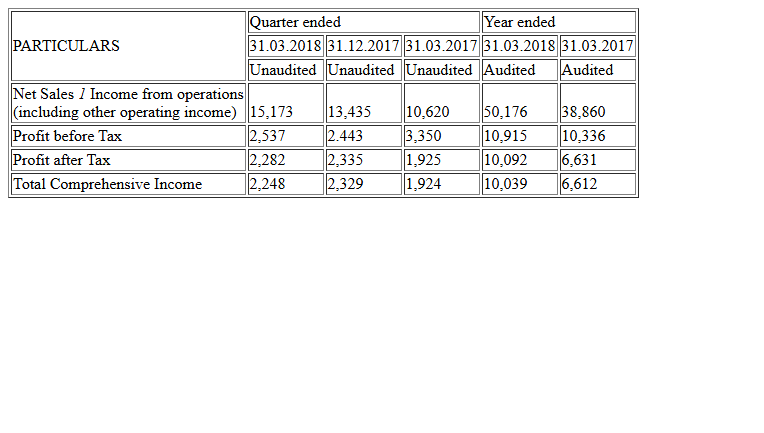 PARTICULARS
Quarter ended Year ended
31.03.2018 31.12.2017 31.03.2017 31.03.2018 31.03.2017
Unaudited Unaudited Unaudited Audited Audited
Net Sales 1 Income from operations
(including other operating income) 15,173 13,435 10,620 50,176 38,860
Profit before Tax 2,537 2.443 3,350 10,915 10,336
Profit after Tax 2,282 2,335 1,925 10,092 6,631
Total Comprehensive Income 2,248 2,329 1,924 10,039 6,612